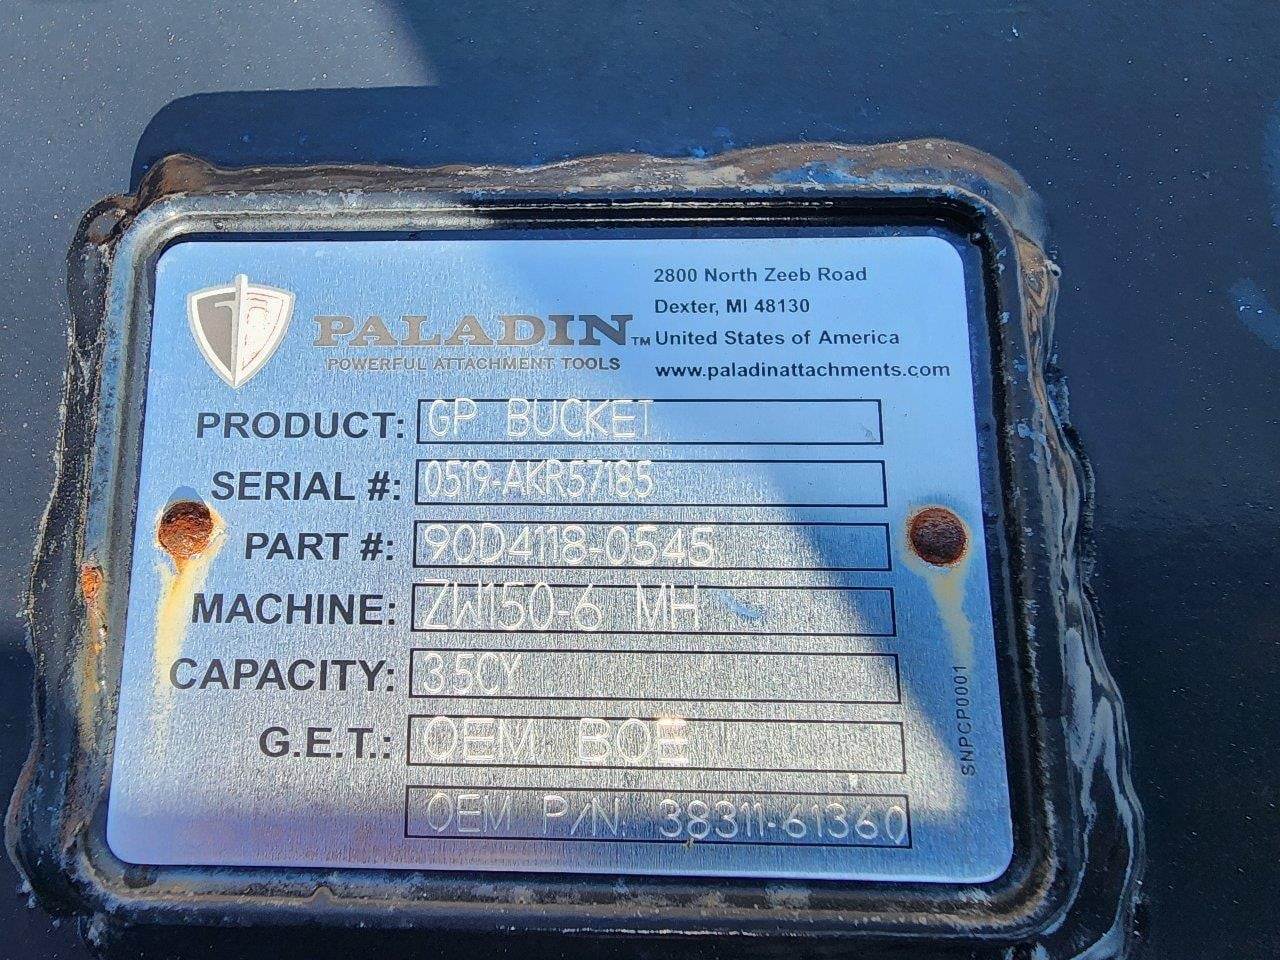 2800 North Zeeb Road
Dexter, MI 48130
United States of America
www.paladinattachments.com
PALADIN™
POWERFUL ATTACHMENT TOOLS
PRODUCT: GP BUCKET
SERIAL #: 0519-AKR57185
PART #: 90D4118-0545
MACHINE: ZW150-6 MH
CAPACITY: 3.5CY
G.E.T.: OEM BOE
OEM P/N: 38311-61360
SNPCP0001